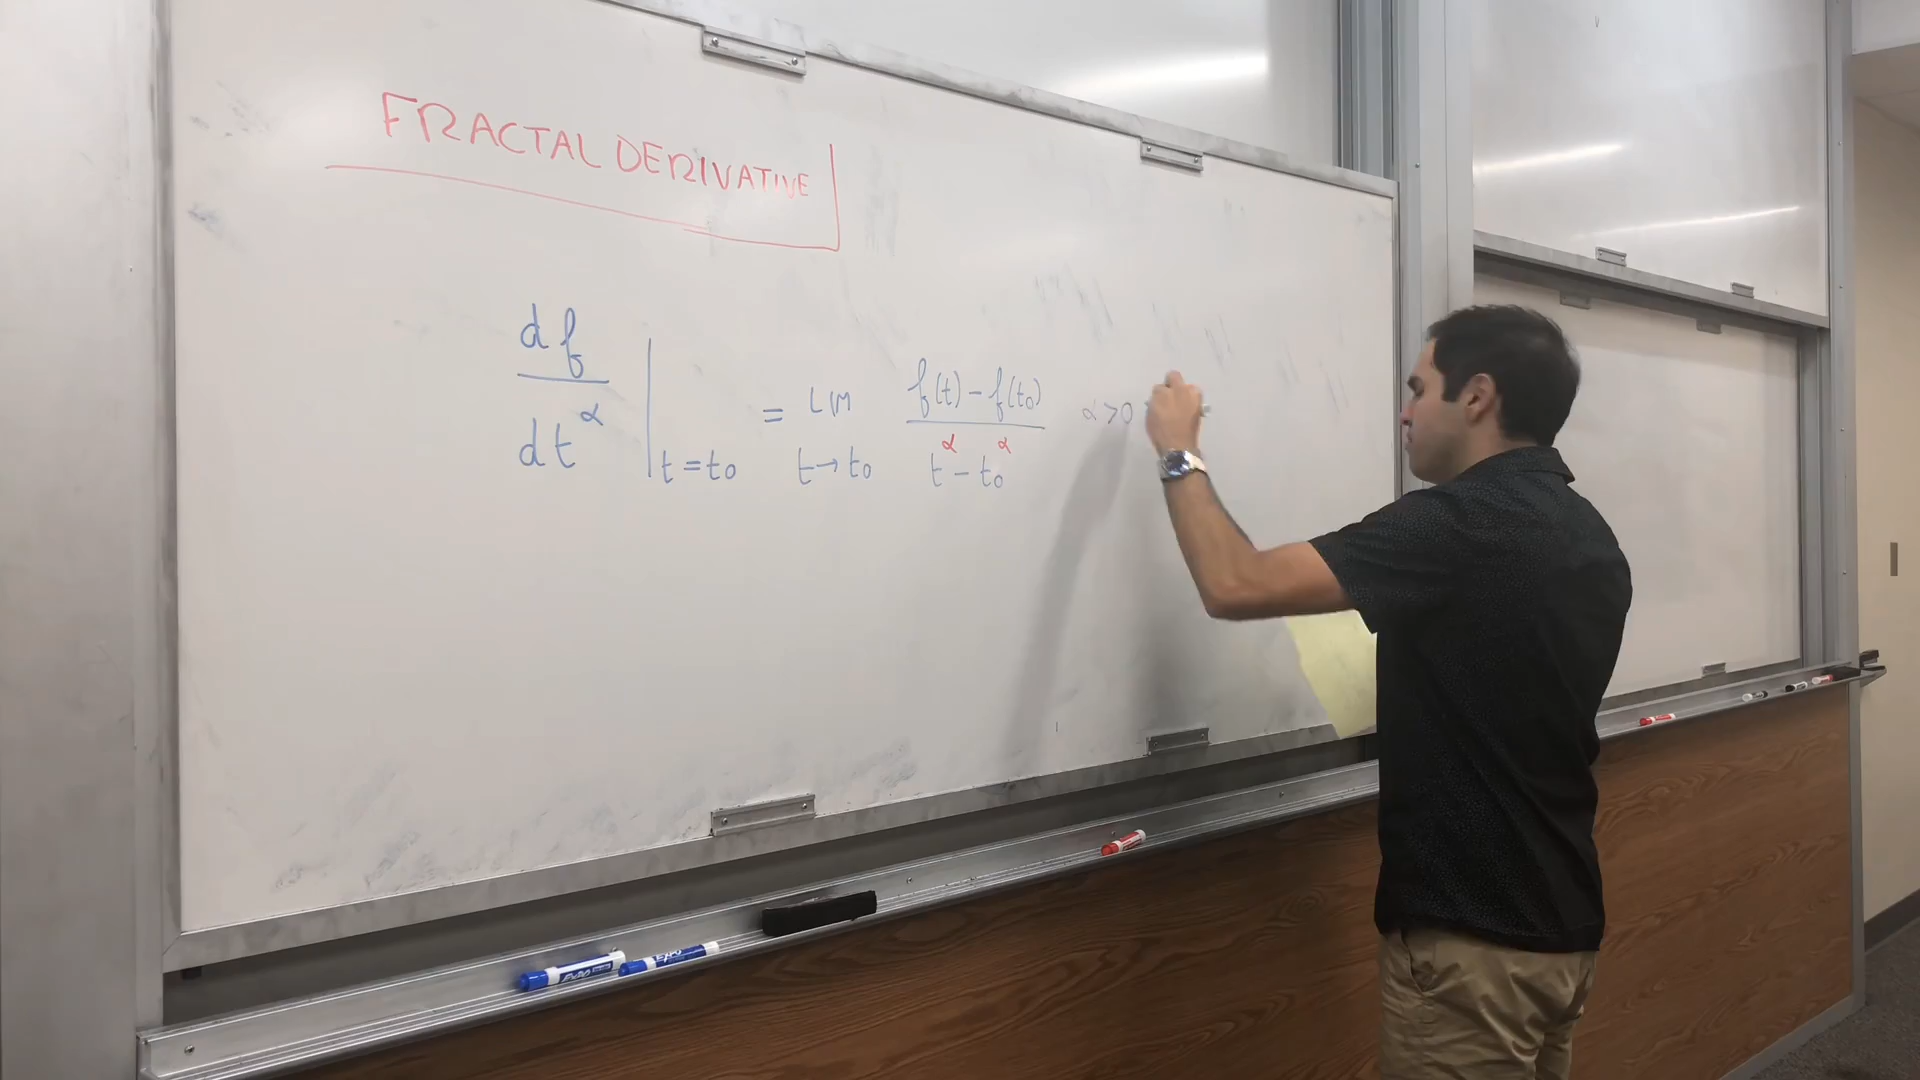 FRACTAL DERIVATIVE
df/dt^α |t=t₀ = LIM t→t₀ (f(t)-f(t₀))/(t^α - t₀^α) α>0
EXPO
EXPO